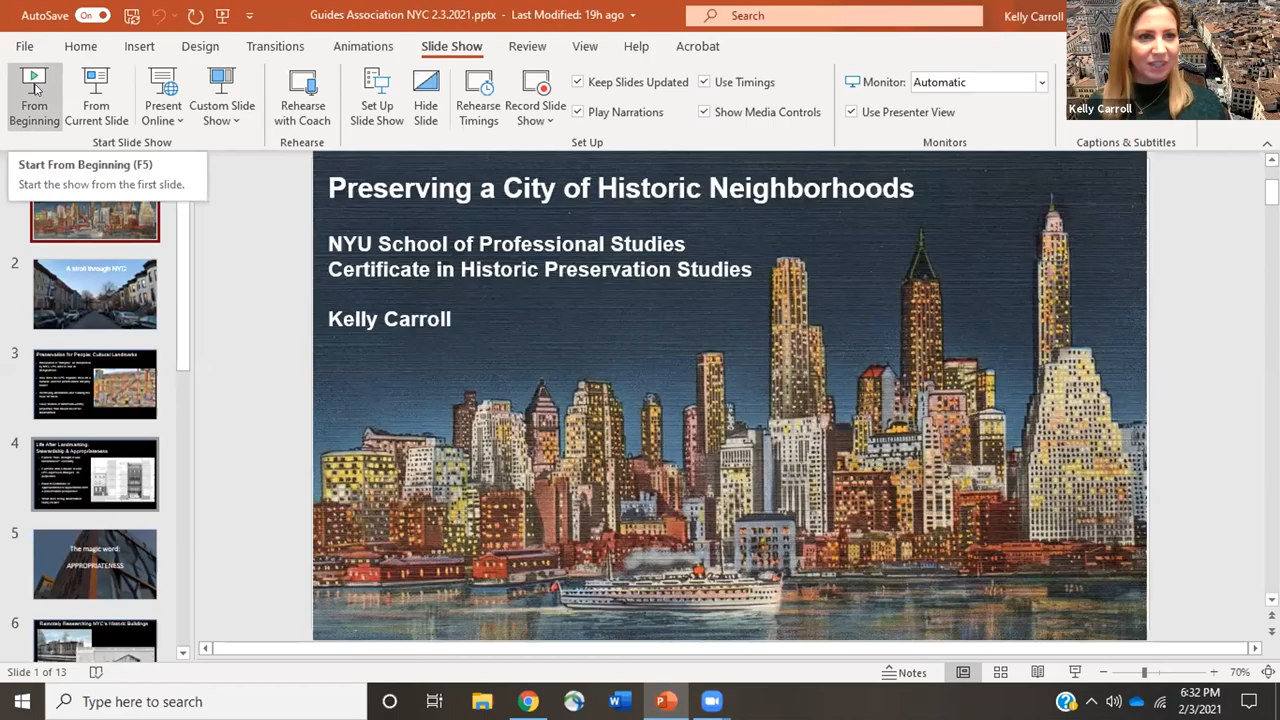 AutoSave On Guides Association NYC 2.3.2021.pptx - Last Modified: 19h ago Search Kelly Carroll
File Home Insert Design Transitions Animations Slide Show Review View Help Acrobat
From Beginning
From Current Slide
Present Online
Custom Slide Show
Rehearse with Coach
Set Up Slide Show
Hide Slide
Rehearse Timings
Record Slide Show
Keep Slides Updated
Play Narrations
Use Timings
Show Media Controls
Monitor: Automatic
Use Presenter View
Kelly Carroll
Start Slide Show Rehearse Set Up Monitors Captions & Subtitles
Start From Beginning (F5)
Start the show from the first slide.
Preserving a City of Historic Neighborhoods
NYU School of Professional Studies
Certificate in Historic Preservation Studies
Kelly Carroll
2
A stroll through NYC
3
Preservation for People: Cultural Landmarks
4
Life After Landmarking:
Stewardship & Appropriateness
5
The magic word:
APPROPRIATENESS
6
Remotely Researching NYC's Historic Buildings
Slide 1 of 13 Notes 70%
Type here to search
6:32 PM
2/3/2021